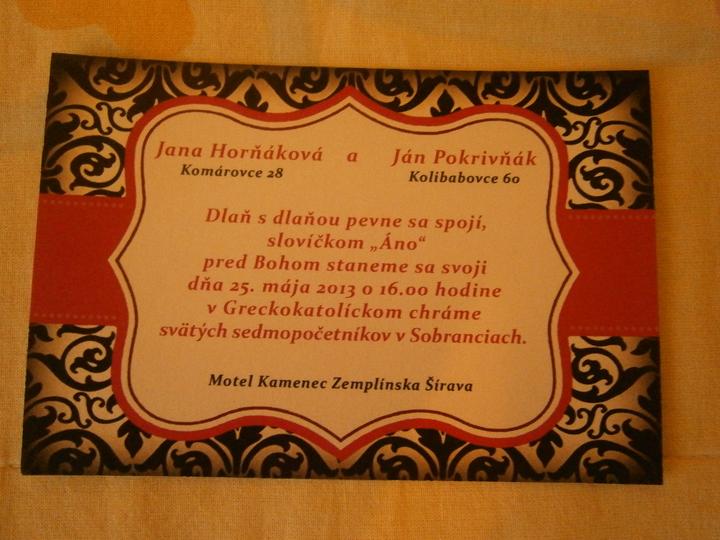 Jana Horňáková a Ján Pokrivňák
Komárovce 28 Kolibabovce 60
Dlaň s dlaňou pevne sa spojí,
slovíčkom „Áno“
pred Bohom staneme sa svoji
dňa 25. mája 2013 o 16.00 hodine
v Greckokatolíckom chráme
svätých sedmopočetníkov v Sobranciach.
Motel Kamenec Zemplínska Šírava